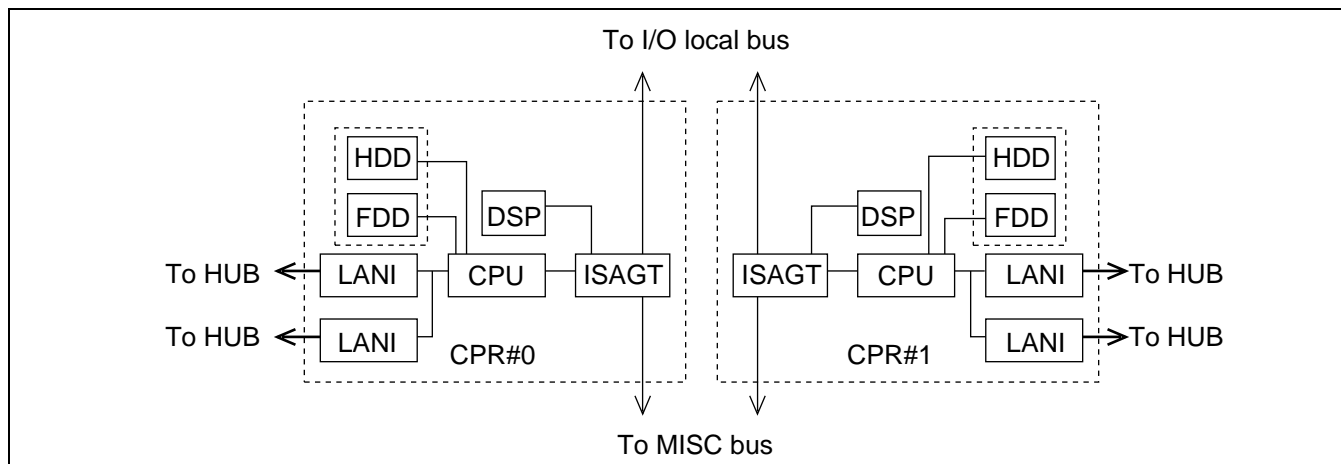 To I/O local bus
HDD
HDD
FDD
DSP
DSP
FDD
To HUB
LANI
CPU
ISAGT
ISAGT
CPU
LANI
To HUB
To HUB
LANI
CPR#0
CPR#1
LANI
To HUB
To MISC bus